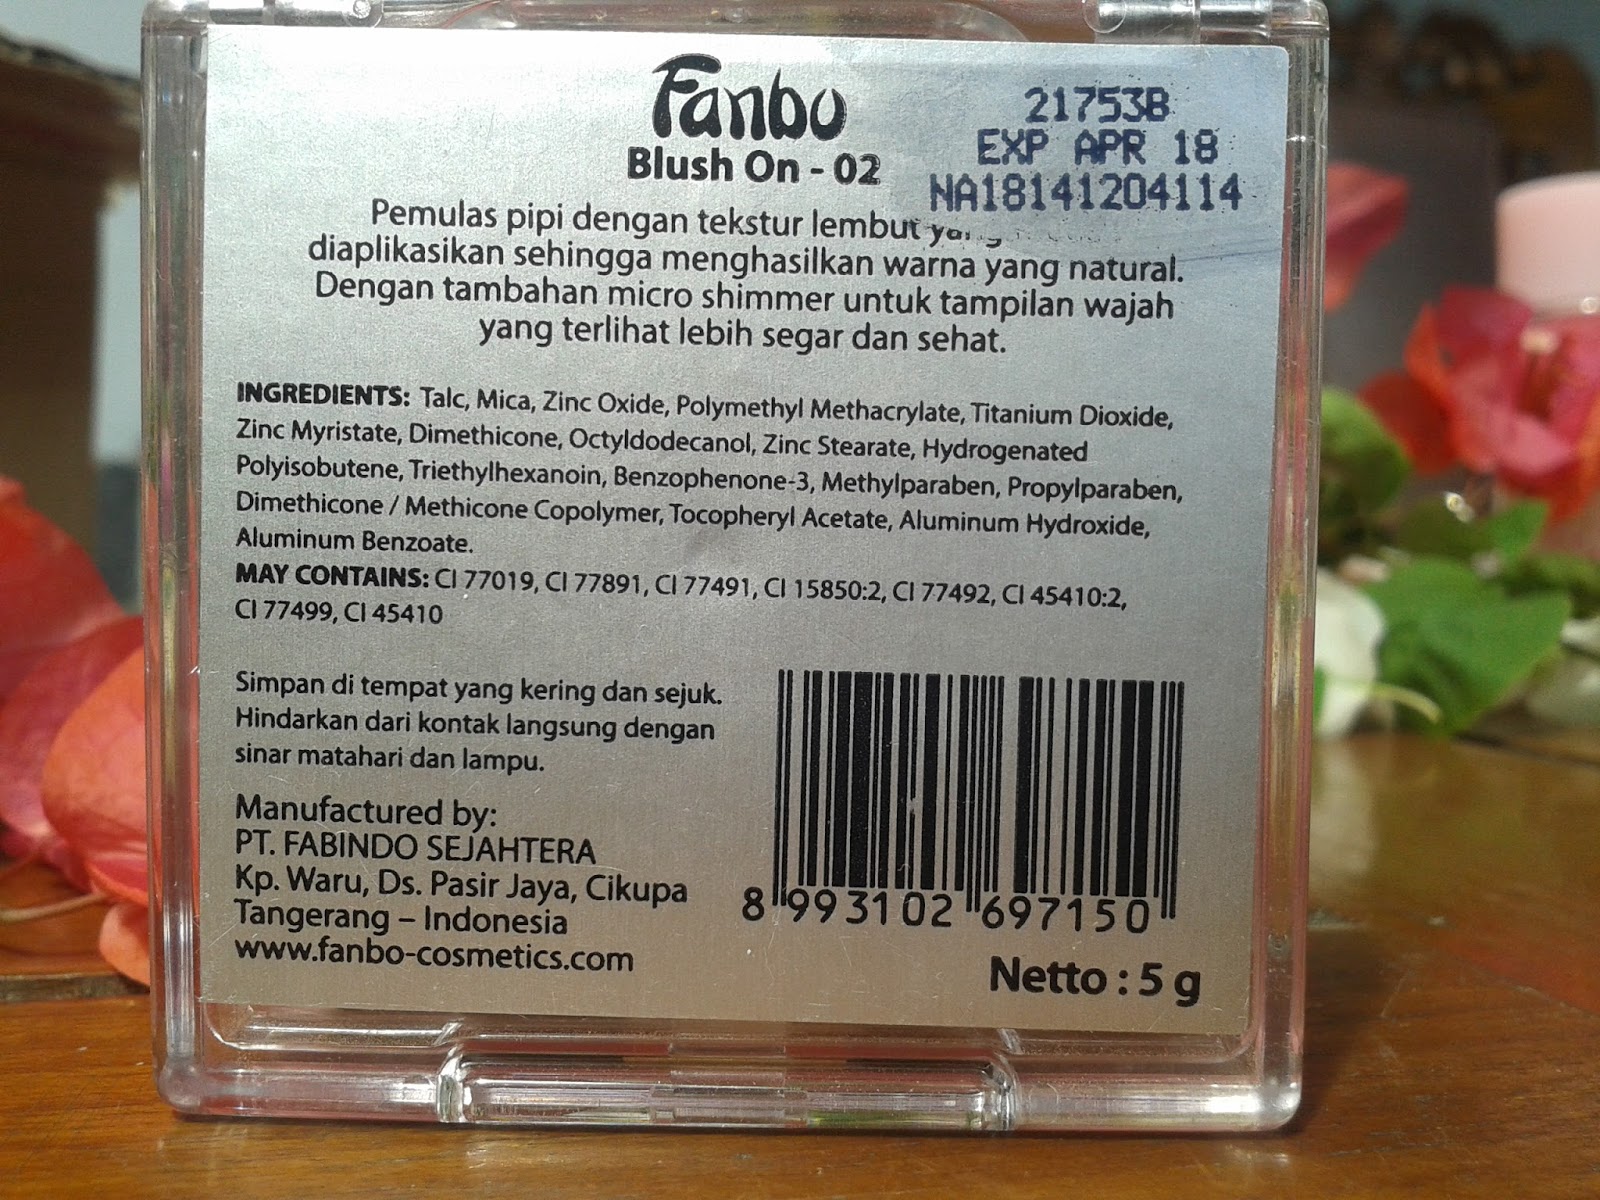 Fanbo
Blush On - 02
21753B
EXP APR 18
NA18141204114
Pemulas pipi dengan tekstur lembut
diaplikasikan sehingga menghasilkan warna yang natural.
Dengan tambahan micro shimmer untuk tampilan wajah
yang terlihat lebih segar dan sehat.
INGREDIENTS: Talc, Mica, Zinc Oxide, Polymethyl Methacrylate, Titanium Dioxide,
Zinc Myristate, Dimethicone, Octyldodecanol, Zinc Stearate, Hydrogenated
Polyisobutene, Triethylhexanoin, Benzophenone-3, Methylparaben, Propylparaben,
Dimethicone / Methicone Copolymer, Tocopheryl Acetate, Aluminum Hydroxide,
Aluminum Benzoate.
MAY CONTAINS: CI 77019, CI 77891, CI 77491, CI 15850:2, CI 77492, CI 45410:2,
CI 77499, CI 45410
Simpan di tempat yang kering dan sejuk.
Hindarkan dari kontak langsung dengan
sinar matahari dan lampu.
Manufactured by:
PT. FABINDO SEJAHTERA
Kp. Waru, Ds. Pasir Jaya, Cikupa
Tangerang – Indonesia
www.fanbo-cosmetics.com
8 993102 697150
Netto : 5 g